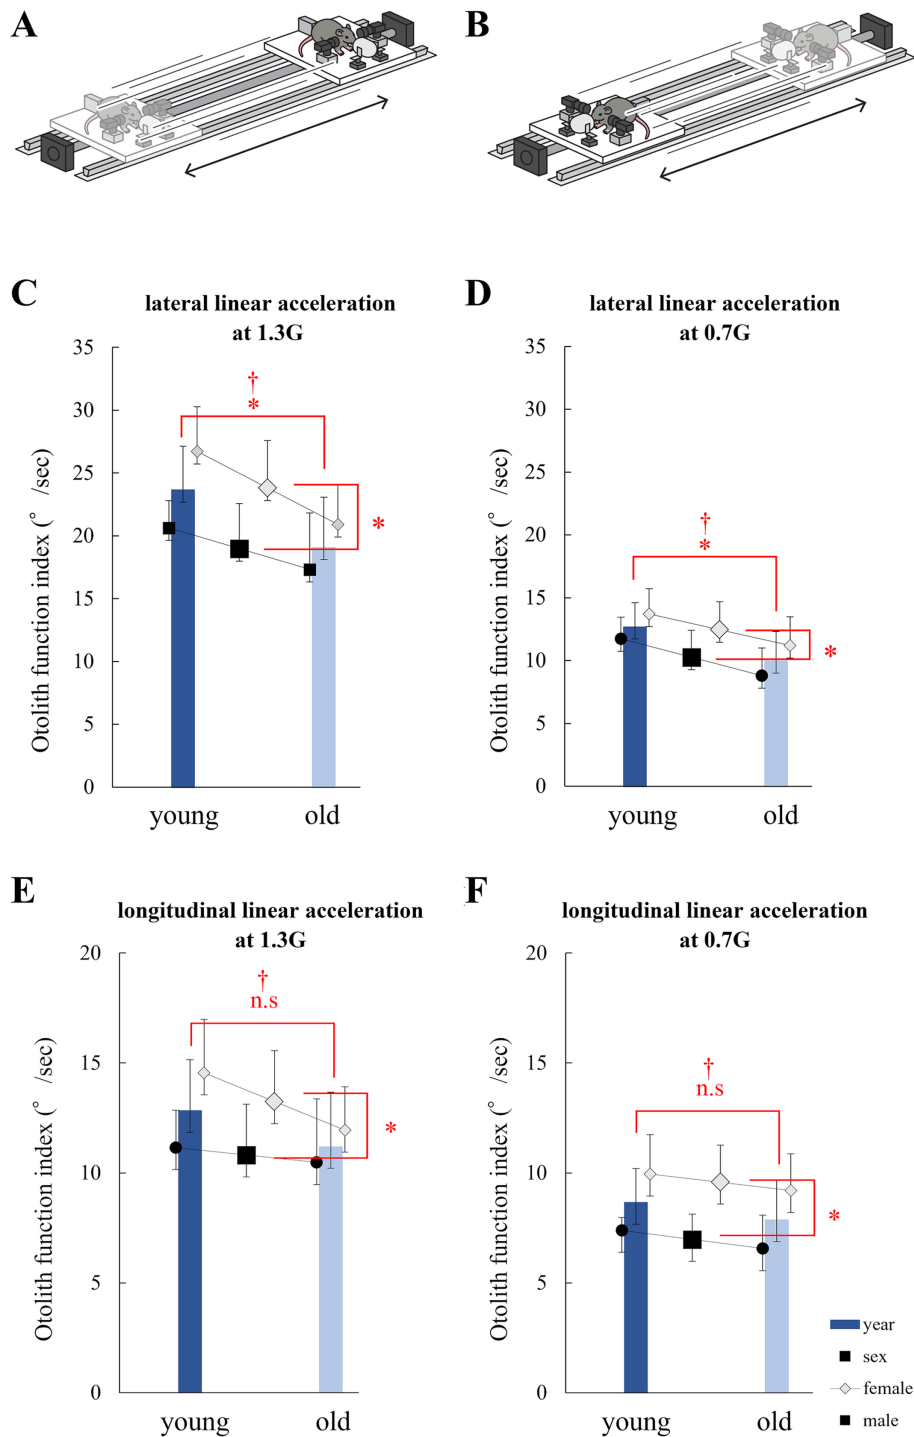 A
B
C
lateral linear acceleration
at 1.3G
Otolith function index (° /sec)
35
30
25
20
15
10
5
0
†
*
*
young
old
D
lateral linear acceleration
at 0.7G
Otolith function index (° /sec)
35
30
25
20
15
10
5
0
†
*
*
young
old
E
longitudinal linear acceleration
at 1.3G
Otolith function index (° /sec)
20
15
10
5
0
†
n.s
*
young
old
F
longitudinal linear acceleration
at 0.7G
Otolith function index (° /sec)
20
15
10
5
0
†
n.s
*
young
old
year
sex
female
male